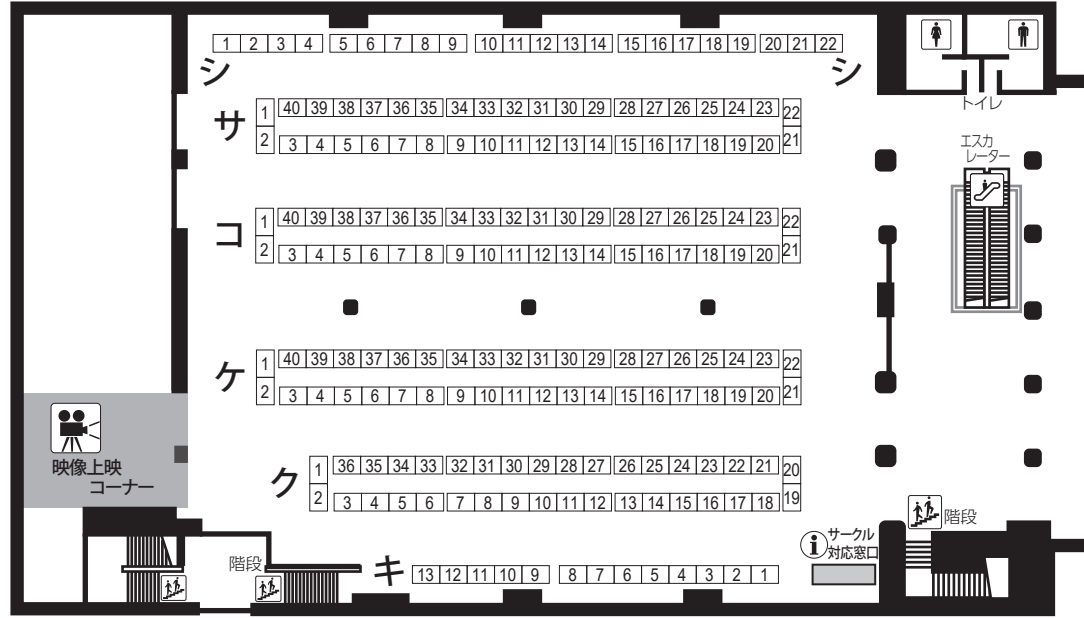 1 2 3 4 5 6 7 8 9 10 11 12 13 14 15 16 17 18 19 20 21 22
シ シ
トイレ
サ
1 40 39 38 37 36 35 34 33 32 31 30 29 28 27 26 25 24 23 22
2 3 4 5 6 7 8 9 10 11 12 13 14 15 16 17 18 19 20 21
エスカ
レーター
コ
1 40 39 38 37 36 35 34 33 32 31 30 29 28 27 26 25 24 23 22
2 3 4 5 6 7 8 9 10 11 12 13 14 15 16 17 18 19 20 21
ケ
1 40 39 38 37 36 35 34 33 32 31 30 29 28 27 26 25 24 23 22
2 3 4 5 6 7 8 9 10 11 12 13 14 15 16 17 18 19 20 21
映像上映
コーナー
ク
1 36 35 34 33 32 31 30 29 28 27 26 25 24 23 22 21 20
2 3 4 5 6 7 8 9 10 11 12 13 14 15 16 17 18 19
階段
i サークル
対応窓口
階段
キ
13 12 11 10 9 8 7 6 5 4 3 2 1